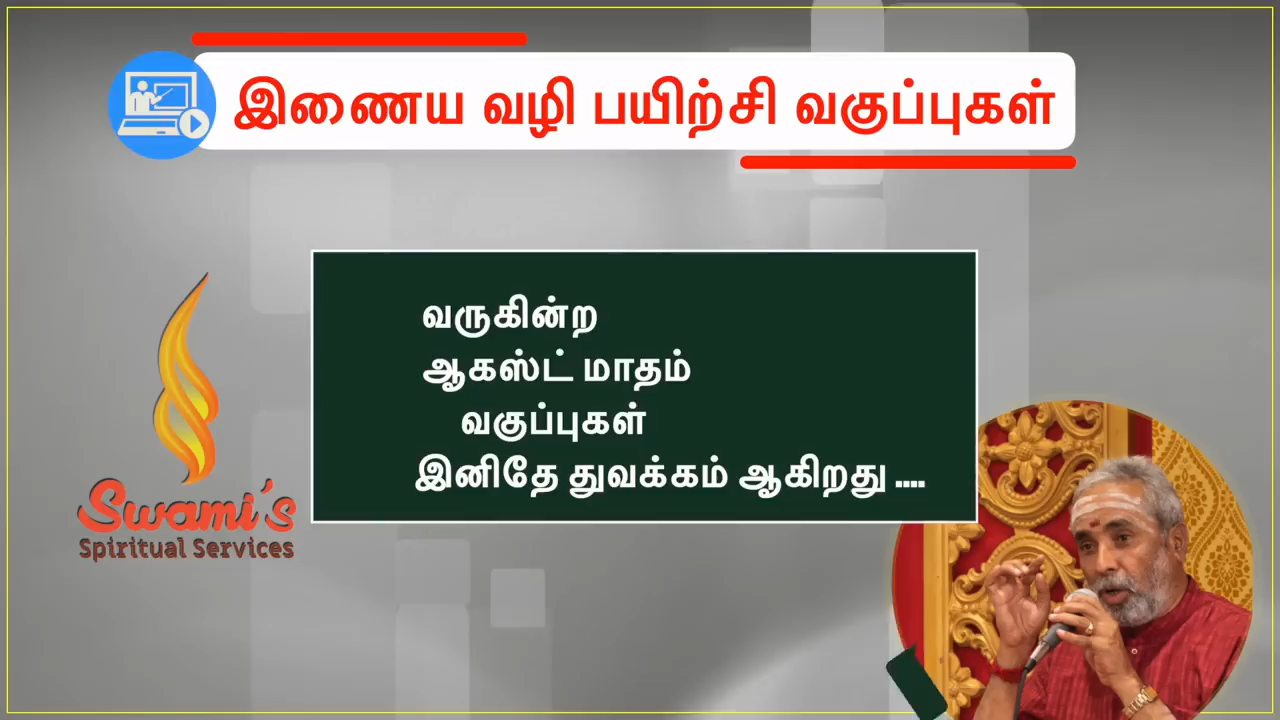 இணைய வழி பயிற்சி வகுப்புகள்
வருகின்ற
ஆகஸ்ட் மாதம்
வகுப்புகள்
இனிதே துவக்கம் ஆகிறது ....
Swami's
Spiritual Services